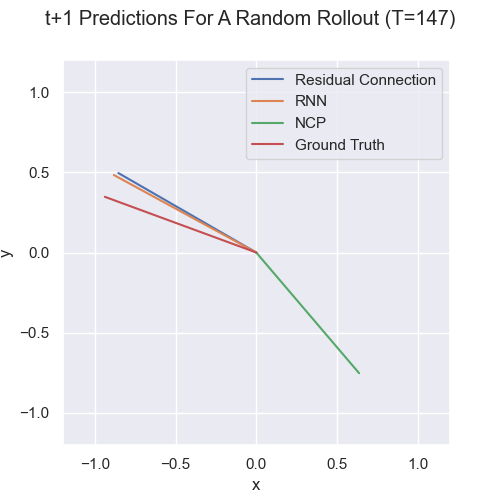 t+1 Predictions For A Random Rollout (T=147)
Residual Connection
RNN
NCP
Ground Truth
1.0
0.5
0.0
−0.5
−1.0
y
−1.0 −0.5 0.0 0.5 1.0
x